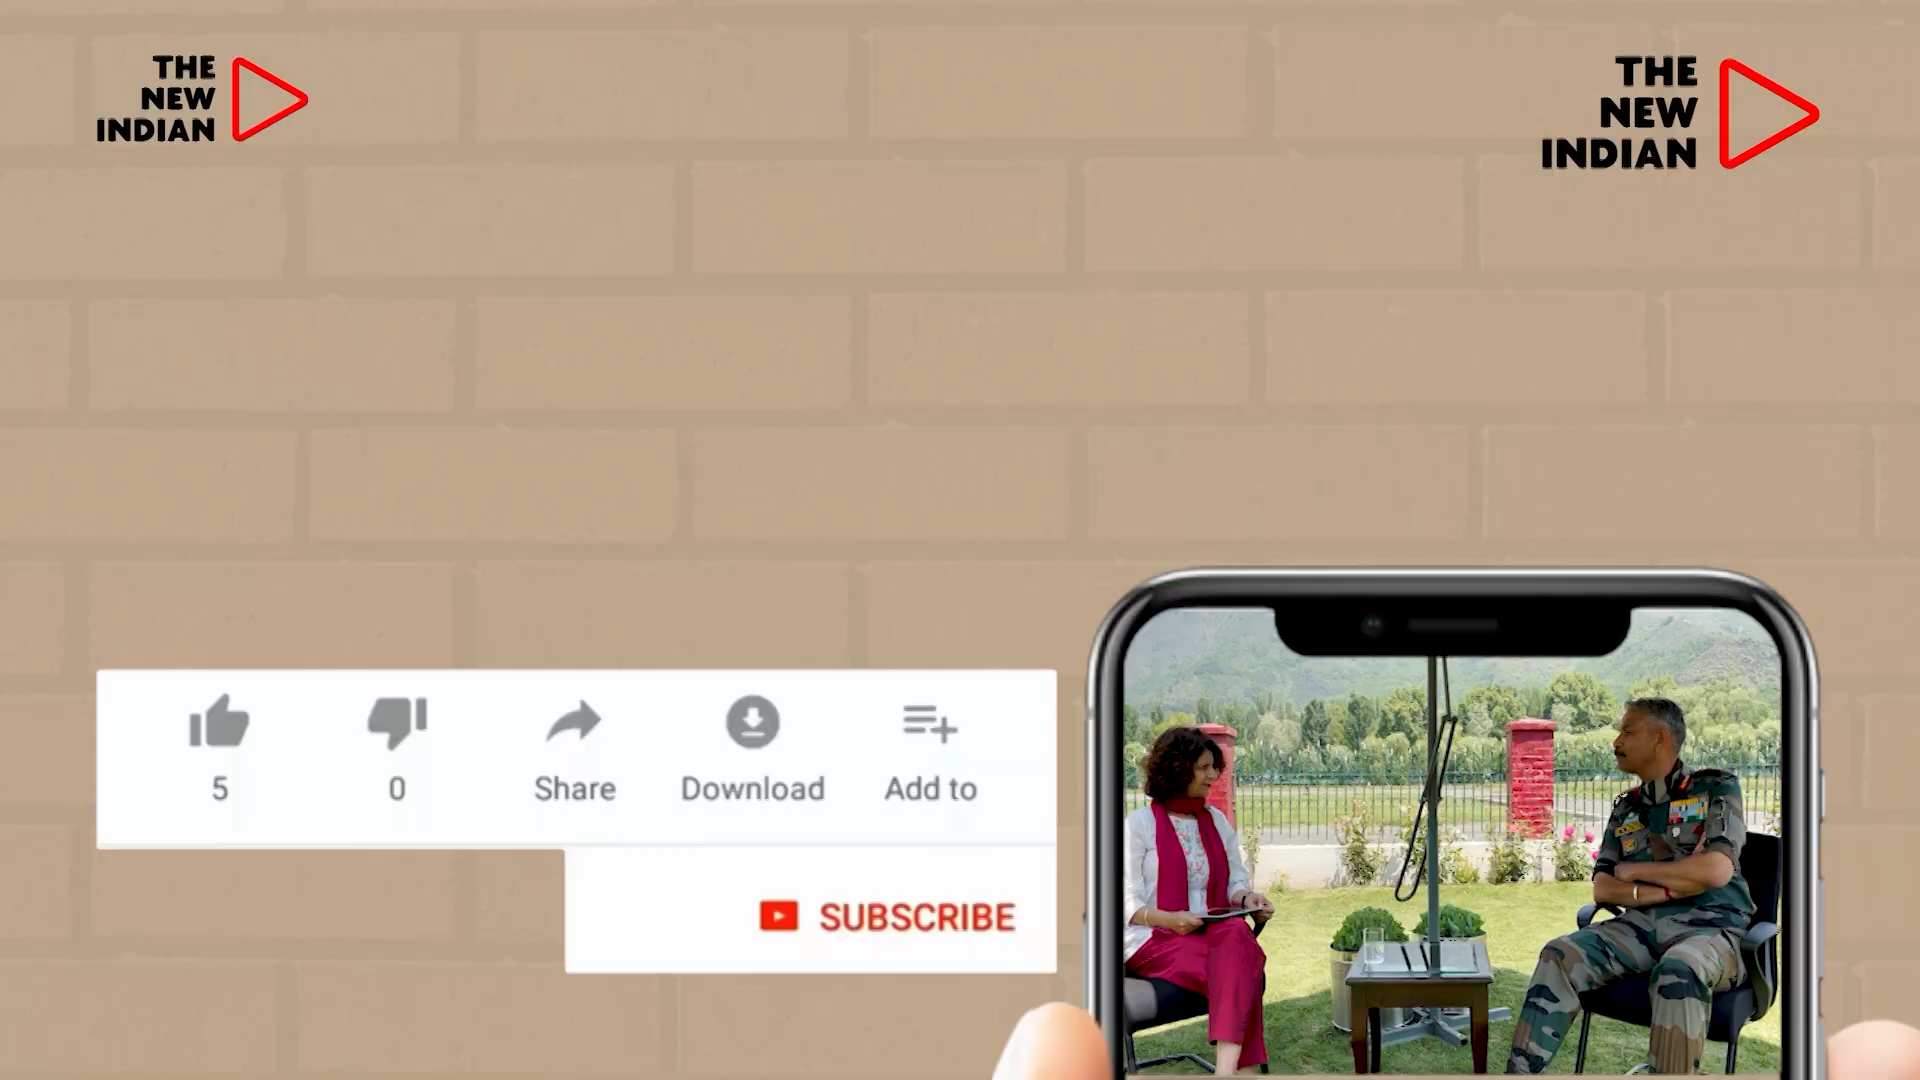 THE
NEW
INDIAN
THE
NEW
INDIAN
5
0
Share
Download
Add to
SUBSCRIBE